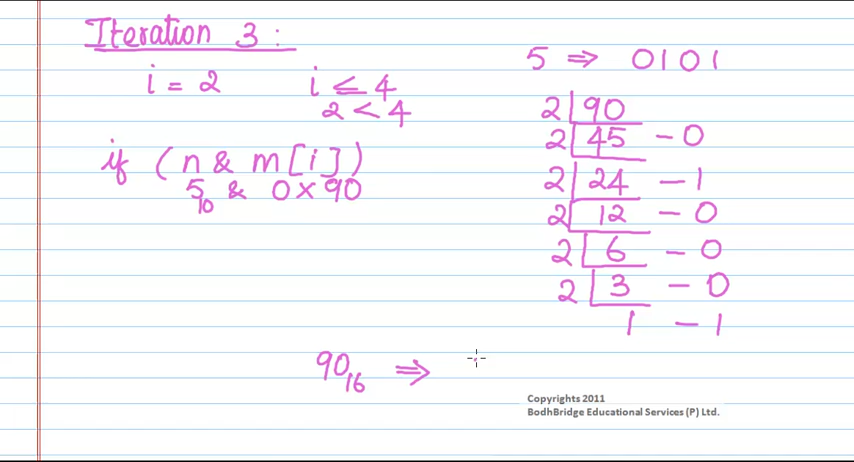 Iteration 3 :
i = 2 i ≤ 4
2 < 4
if ( n & m [ i ] )
5₁₀ & 0 x 90
5 ⇒ 0101
2 | 90
2 | 45 - 0
2 | 24 - 1
2 | 12 - 0
2 | 6 - 0
2 | 3 - 0
1 - 1
90₁₆ ⇒
Copyrights 2011
BodhBridge Educational Services (P) Ltd.